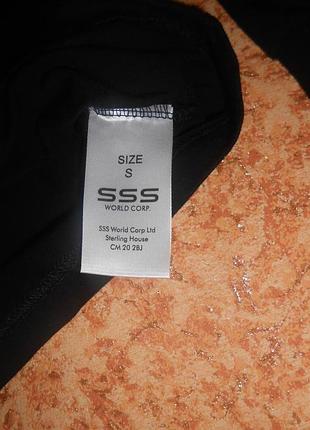 SIZE
S
SSS
WORLD CORP.
SSS World Corp Ltd
Sterling House
CM 20 2BJ